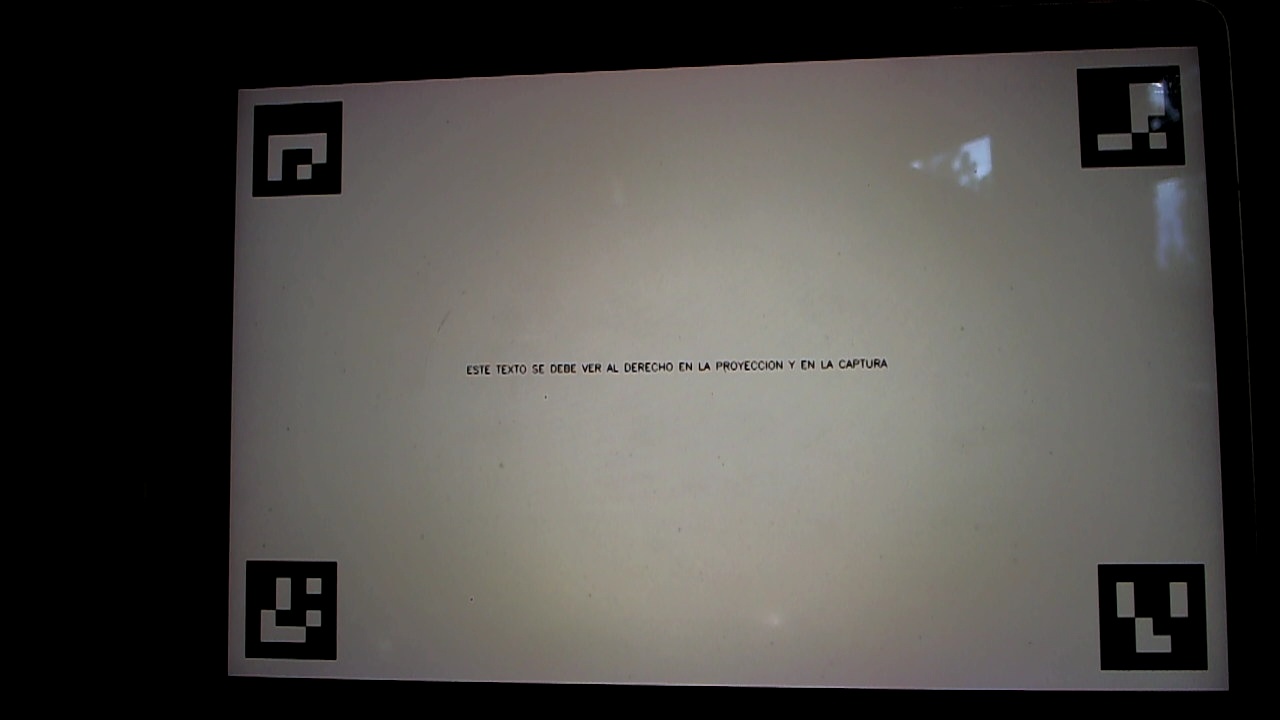 ESTE TEXTO SE DEBE VER AL DERECHO EN LA PROYECCION Y EN LA CAPTURA